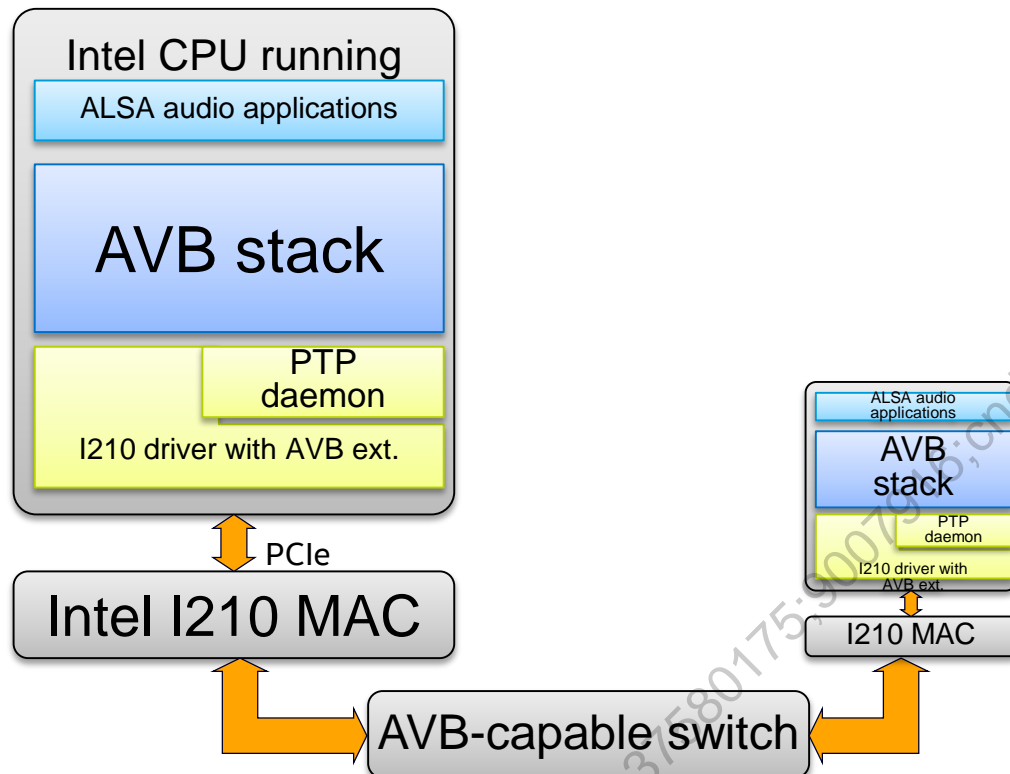 Intel CPU running
ALSA audio applications
AVB stack
PTP
daemon
I210 driver with AVB ext.
PCIe
Intel I210 MAC
AVB-capable switch
ALSA audio
applications
AVB
stack
PTP
daemon
I210 driver with
AVB ext.
I210 MAC